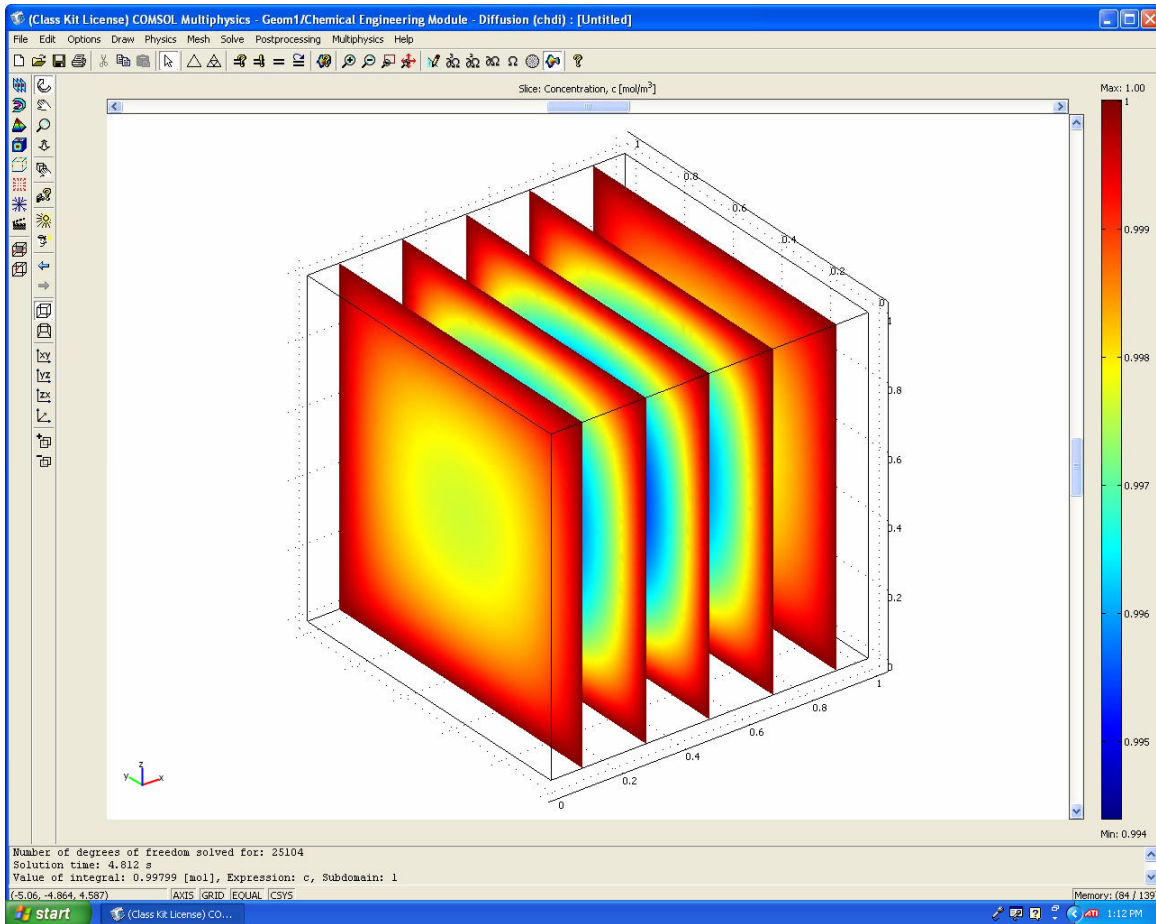 (Class Kit License) COMSOL Multiphysics - Geom1/Chemical Engineering Module - Diffusion (chdi) : [Untitled]
File Edit Options Draw Physics Mesh Solve Postprocessing Multiphysics Help
Slice: Concentration, c [mol/m³]
Max: 1.00
1
0.999
0.998
0.997
0.996
0.995
Min: 0.994
1
0.8
0.6
0.4
0.2
0
1
0.8
0.6
0.4
0.2
0
1
0.8
0.6
0.4
0.2
0
xy
yz
zx
z
y
x
Number of degrees of freedom solved for: 25104
Solution time: 4.812 s
Value of integral: 0.99799 [mol], Expression: c, Subdomain: 1
(-5.06, -4.864, 4.587) AXIS GRID EQUAL CSYS Memory: (84 / 139
start (Class Kit License) CO... ATI 1:12 PM